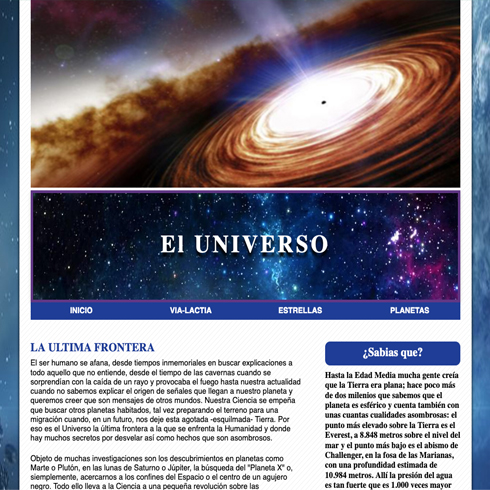 El UNIVERSO
INICIO
VIA-LACTIA
ESTRELLAS
PLANETAS
LA ULTIMA FRONTERA
El ser humano se afana, desde tiempos inmemoriales en buscar explicaciones a
todo aquello que no entiende, desde el tiempo de las cavernas cuando se
sorprendían con la caída de un rayo y provocaba el fuego hasta nuestra actualidad
cuando no sabemos explicar el origen de señales que llegan a nuestro planeta y
queremos creer que son mensajes de otros mundos. Nuestra Ciencia se empeña
que buscar otros planetas habitados, tal vez preparando el terreno para una
migración cuando, en un futuro, nos deje esta agotada -esquilmada- Tierra. Por
eso es el Universo la última frontera a la que se enfrenta la Humanidad y donde
hay muchos secretos por desvelar así como hechos que son asombrosos.
Objeto de muchas investigaciones son los descubrimientos en planetas como
Marte o Plutón, en las lunas de Saturno o Júpiter, la búsqueda del "Planeta X" o,
simplemente, acercarnos a los confines del Espacio o el centro de un agujero
negro. Todo ello lleva a la Ciencia a una pequeña revolución sobre las
¿Sabias que?
Hasta la Edad Media mucha gente creía
que la Tierra era plana; hace poco más
de dos milenios que sabemos que el
planeta es esférico y cuenta también con
unas cuantas cualidades asombrosas: el
punto más elevado sobre la Tierra es el
Everest, a 8.848 metros sobre el nivel del
mar y el punto más bajo es el abismo de
Challenger, en la fosa de las Marianas,
con una profundidad estimada de
10.984 metros. Allí la presión del agua
es tan fuerte que es 1.000 veces mayor